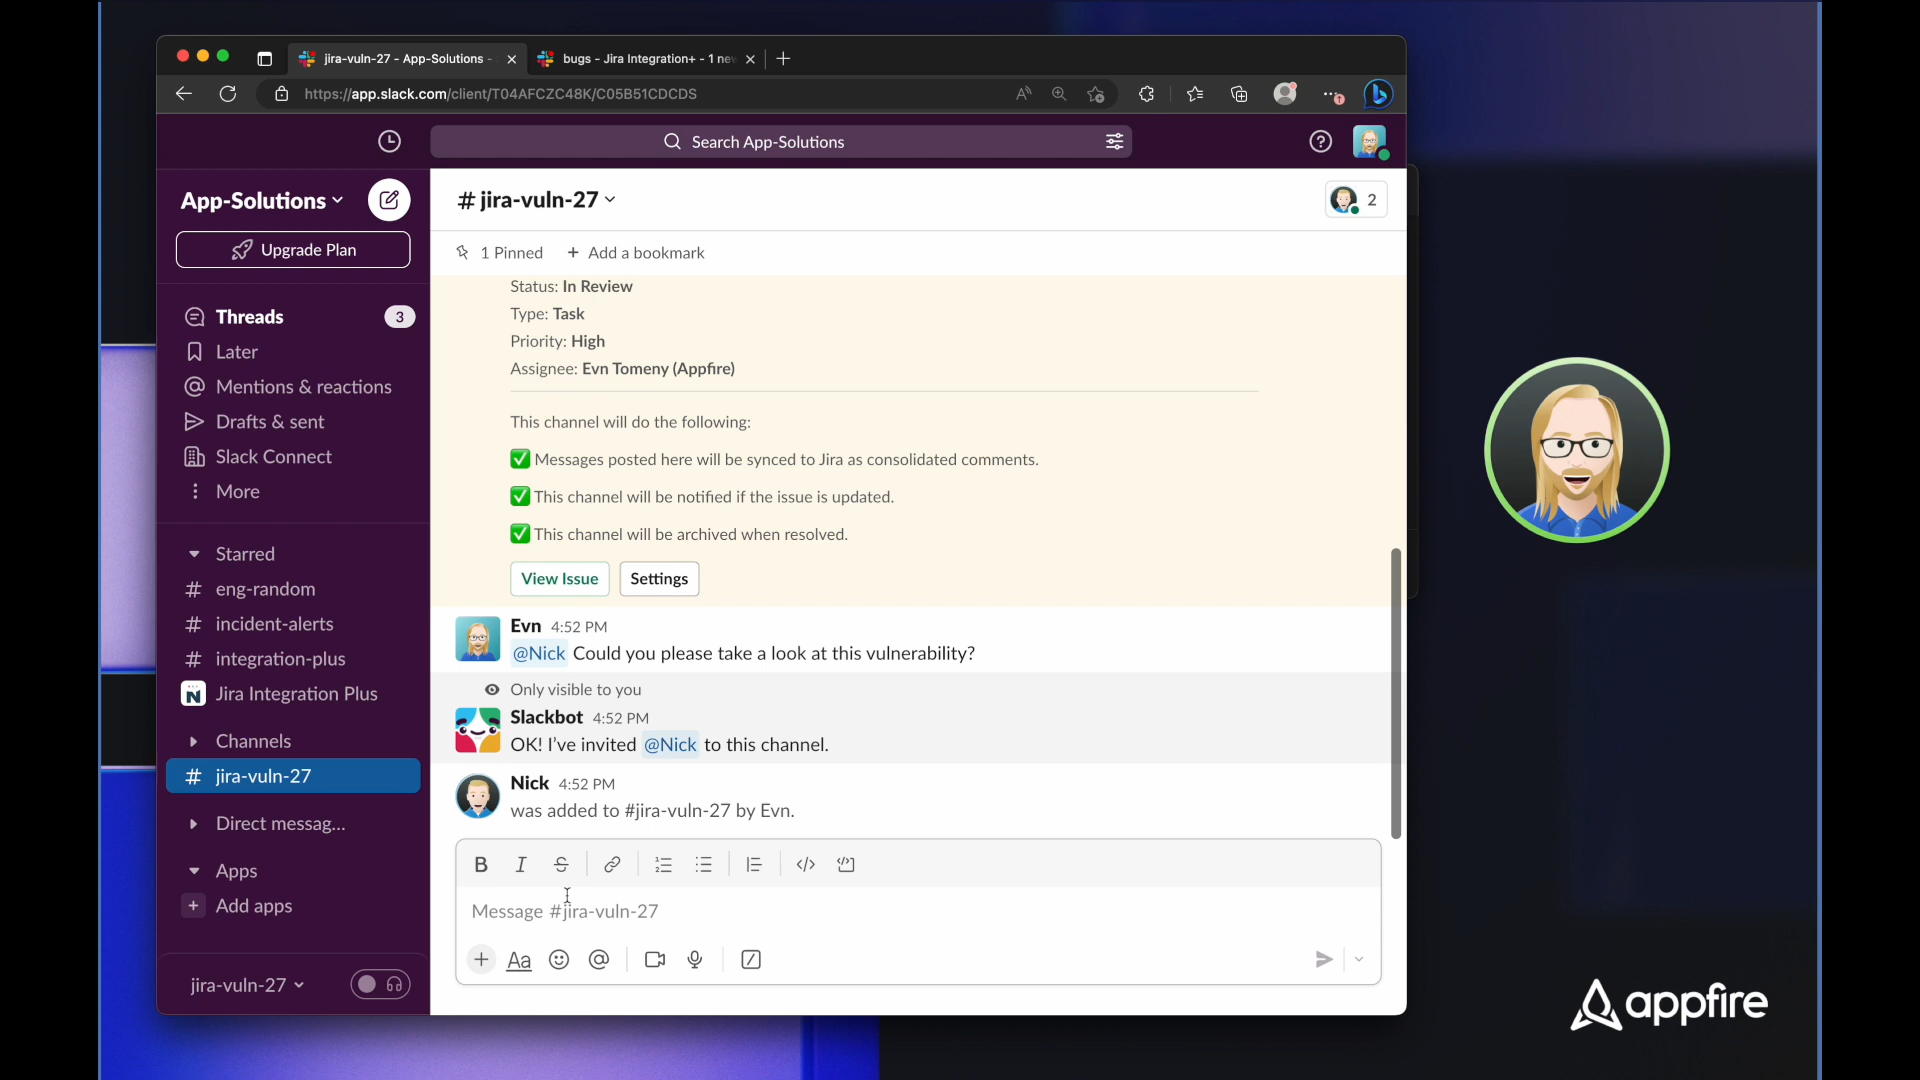 jira-vuln-27 - App-Solutions -
bugs - Jira Integration+ - 1 nev
https://app.slack.com/client/T04AFCZC48K/C05B51CDCDS
Search App-Solutions
App-Solutions
Upgrade Plan
Threads
3
Later
Mentions & reactions
Drafts & sent
Slack Connect
More
Starred
# eng-random
# incident-alerts
# integration-plus
Jira Integration Plus
Channels
# jira-vuln-27
Direct messag...
Apps
+ Add apps
jira-vuln-27
# jira-vuln-27
2
1 Pinned
+ Add a bookmark
Status: In Review
Type: Task
Priority: High
Assignee: Evn Tomeny (Appfire)
This channel will do the following:
✅ Messages posted here will be synced to Jira as consolidated comments.
✅ This channel will be notified if the issue is updated.
✅ This channel will be archived when resolved.
View Issue
Settings
Evn 4:52 PM
@Nick Could you please take a look at this vulnerability?
Only visible to you
Slackbot 4:52 PM
OK! I’ve invited @Nick to this channel.
Nick 4:52 PM
was added to #jira-vuln-27 by Evn.
Message #jira-vuln-27
Aa
appfire